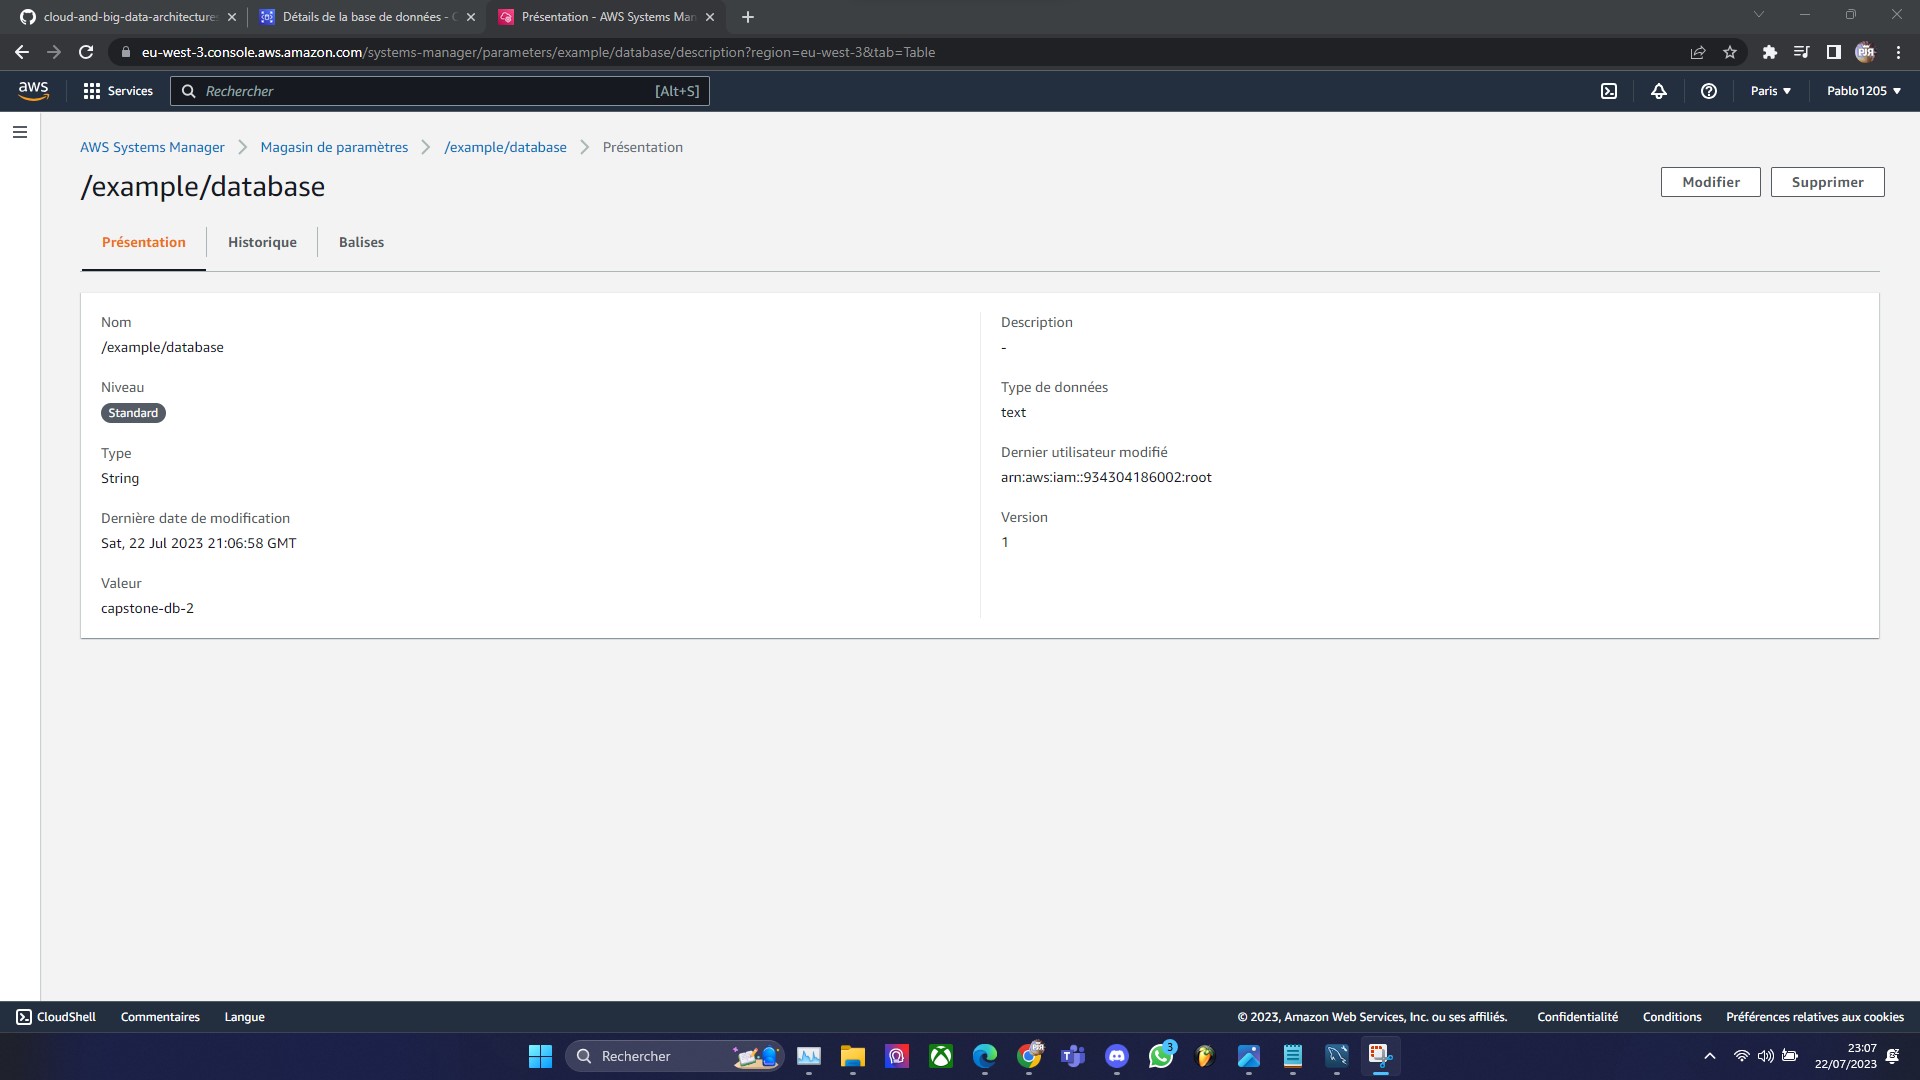 cloud-and-big-data-architectures
Détails de la base de données -
Présentation - AWS Systems Man
eu-west-3.console.aws.amazon.com/systems-manager/parameters/example/database/description?region=eu-west-3&tab=Table
aws
Services
Rechercher
[Alt+S]
Paris
Pablo1205
AWS Systems Manager
Magasin de paramètres
/example/database
Présentation
/example/database
Modifier
Supprimer
Présentation
Historique
Balises
Nom
/example/database
Niveau
Standard
Type
String
Dernière date de modification
Sat, 22 Jul 2023 21:06:58 GMT
Valeur
capstone-db-2
Description
-
Type de données
text
Dernier utilisateur modifié
arn:aws:iam::934304186002:root
Version
1
CloudShell
Commentaires
Langue
© 2023, Amazon Web Services, Inc. ou ses affiliés.
Confidentialité
Conditions
Préférences relatives aux cookies
Rechercher
3
23:07
22/07/2023